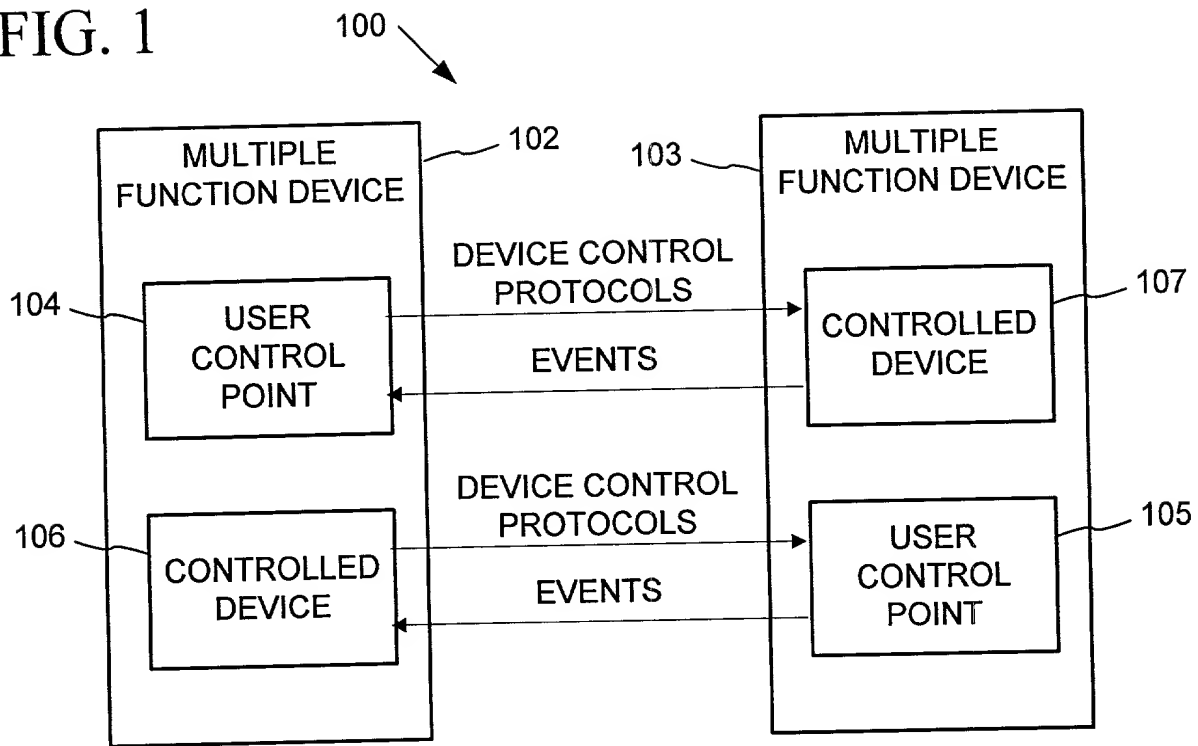 FIG. 1
100
MULTIPLE
FUNCTION DEVICE
102
103
MULTIPLE
FUNCTION DEVICE
DEVICE CONTROL
PROTOCOLS
EVENTS
104
USER
CONTROL
POINT
107
CONTROLLED
DEVICE
DEVICE CONTROL
PROTOCOLS
EVENTS
106
CONTROLLED
DEVICE
105
USER
CONTROL
POINT